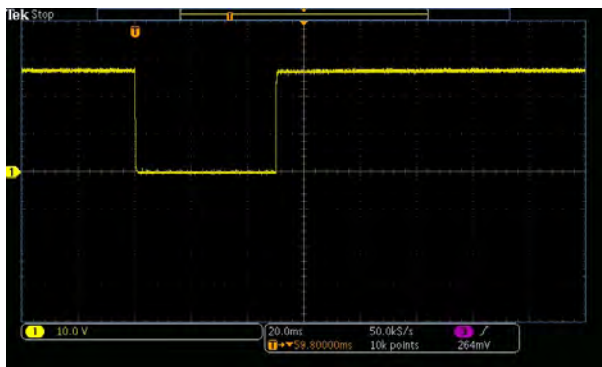 Tek Stop
T
T
1
1 10.0 V 20.0ms 50.0kS/s 3
T→▼59.80000ms 10k points 264mV